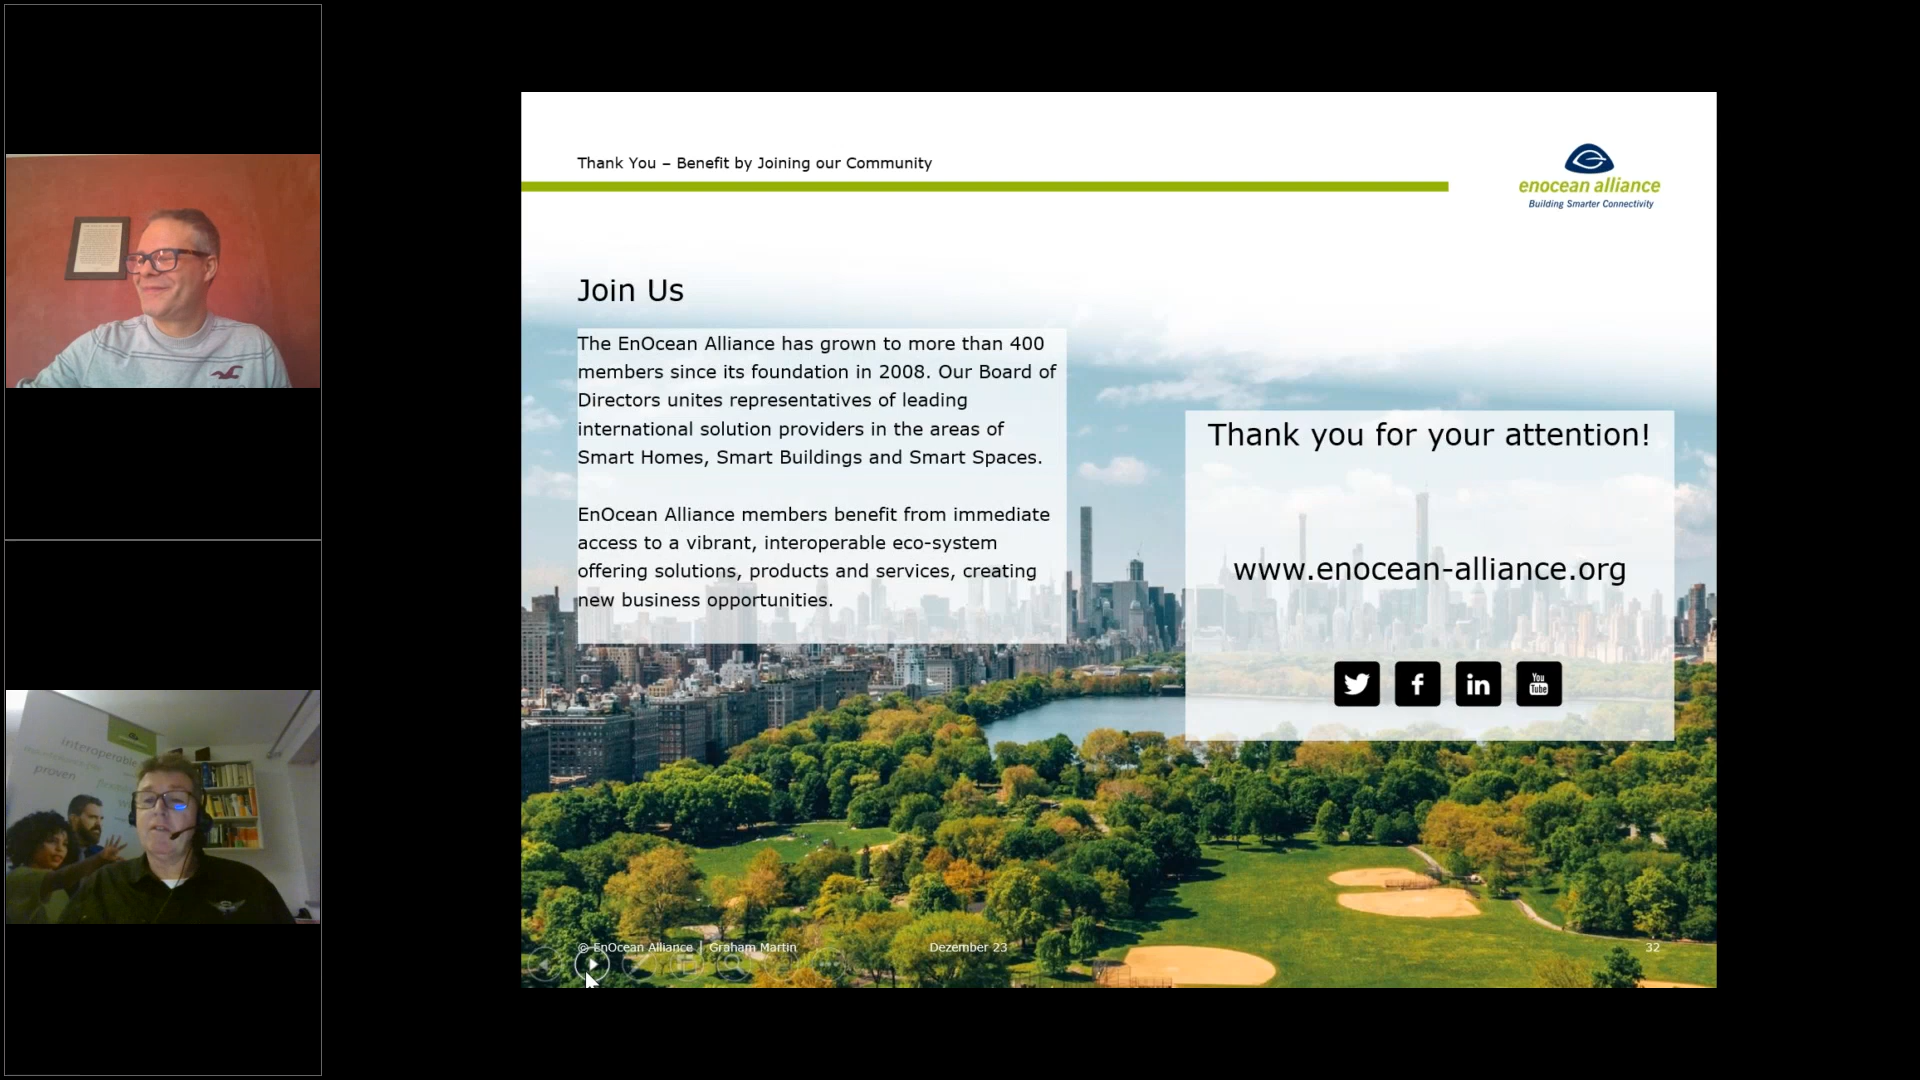 Thank You – Benefit by Joining our Community
enocean alliance
Building Smarter Connectivity
Join Us
The EnOcean Alliance has grown to more than 400
members since its foundation in 2008. Our Board of
Directors unites representatives of leading
international solution providers in the areas of
Smart Homes, Smart Buildings and Smart Spaces.
EnOcean Alliance members benefit from immediate
access to a vibrant, interoperable eco-system
offering solutions, products and services, creating
new business opportunities.
Thank you for your attention!
www.enocean-alliance.org
You
Tube
interoperable
proven
© EnOcean Alliance | Graham Martin
Dezember 23
32